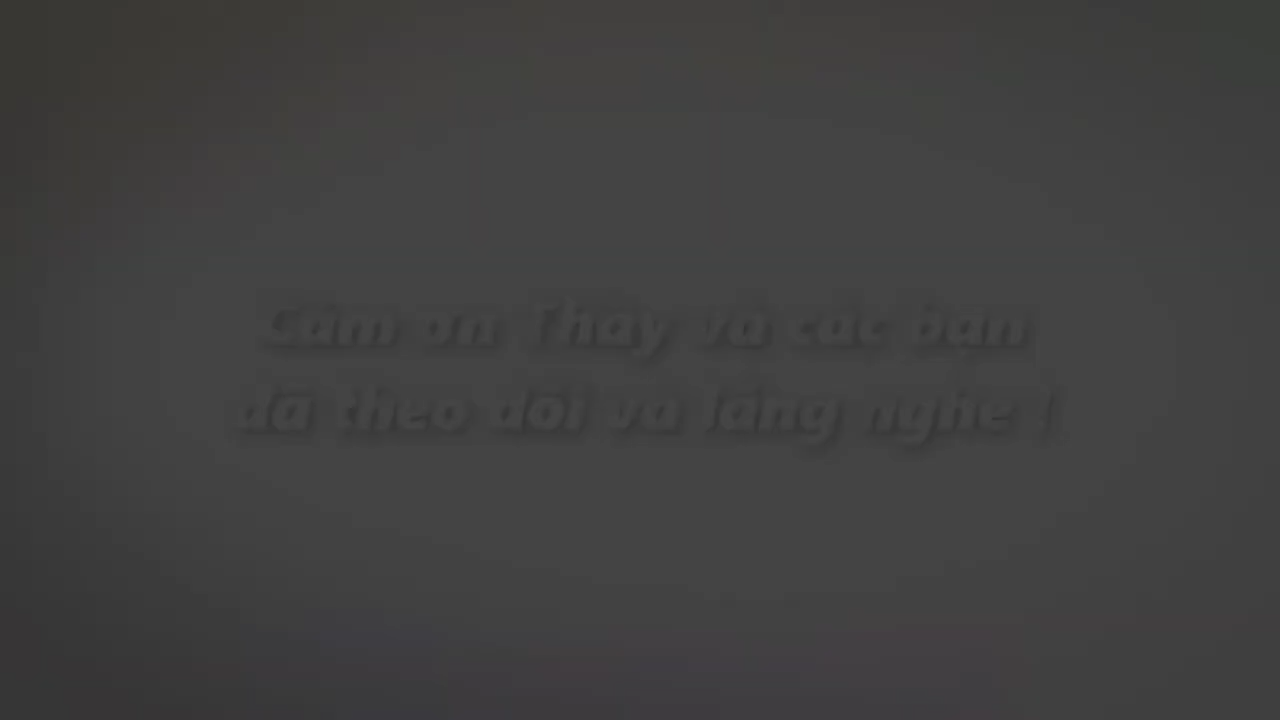 Cảm ơn Thầy và các bạn
đã theo dõi và lắng nghe !